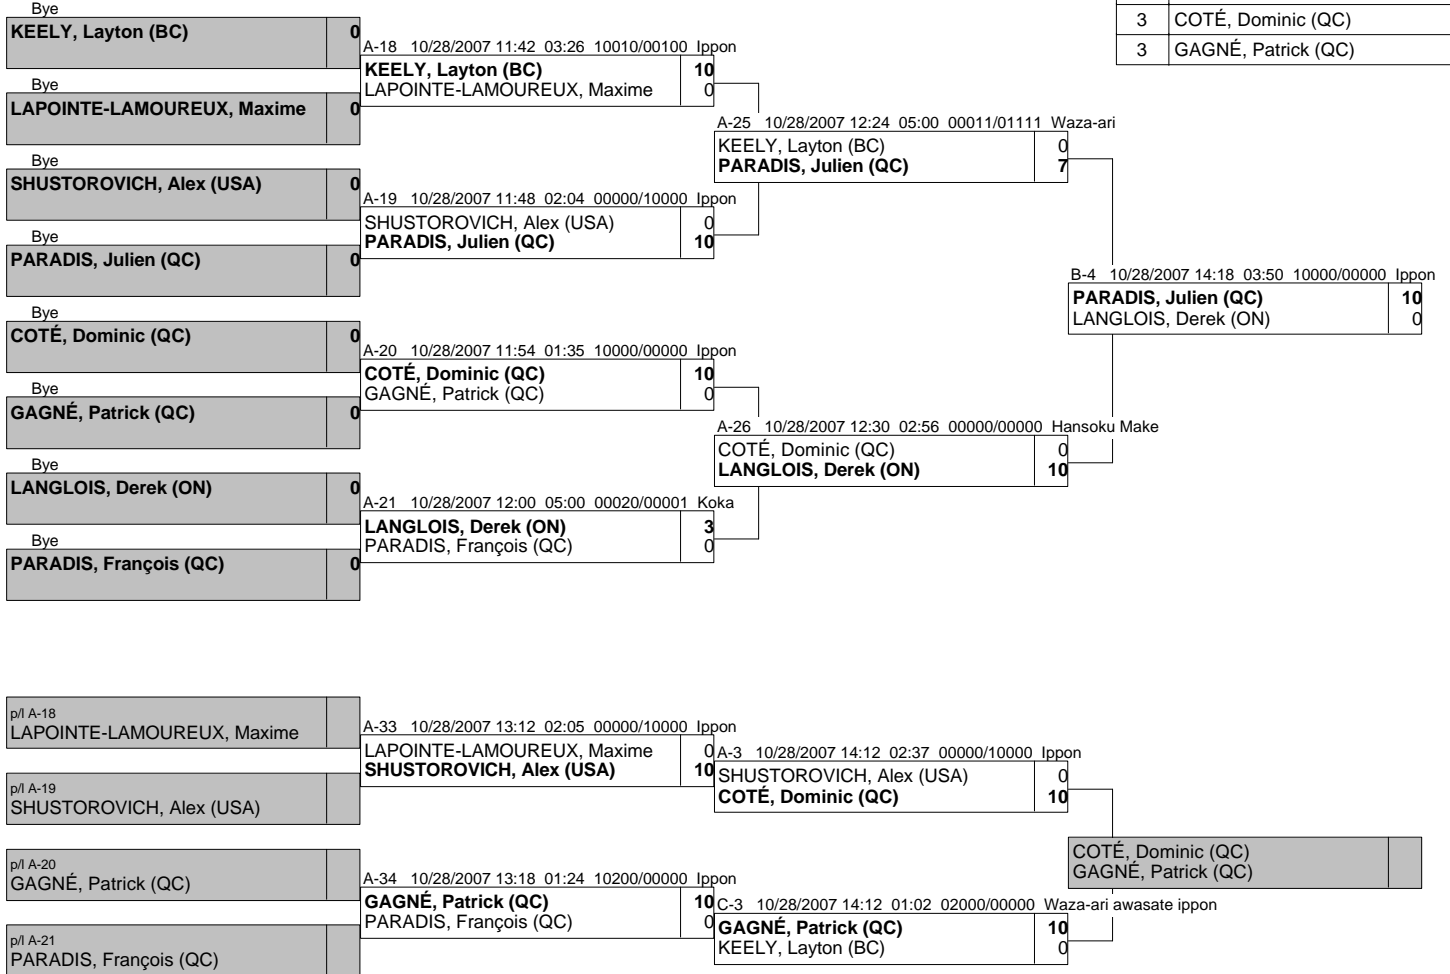 Bye
KEELY, Layton (BC) 0
Bye
LAPOINTE-LAMOUREUX, Maxime 0
Bye
SHUSTOROVICH, Alex (USA) 0
Bye
PARADIS, Julien (QC) 0
Bye
COTÉ, Dominic (QC) 0
Bye
GAGNÉ, Patrick (QC) 0
Bye
LANGLOIS, Derek (ON) 0
Bye
PARADIS, François (QC) 0
A-18 10/28/2007 11:42 03:26 10010/00100 Ippon
KEELY, Layton (BC) 10
LAPOINTE-LAMOUREUX, Maxime 0
A-19 10/28/2007 11:48 02:04 00000/10000 Ippon
SHUSTOROVICH, Alex (USA) 0
PARADIS, Julien (QC) 10
A-20 10/28/2007 11:54 01:35 10000/00000 Ippon
COTÉ, Dominic (QC) 10
GAGNÉ, Patrick (QC) 0
A-21 10/28/2007 12:00 05:00 00020/00001 Koka
LANGLOIS, Derek (ON) 3
PARADIS, François (QC) 0
A-25 10/28/2007 12:24 05:00 00011/01111 Waza-ari
KEELY, Layton (BC) 0
PARADIS, Julien (QC) 7
A-26 10/28/2007 12:30 02:56 00000/00000 Hansoku Make
COTÉ, Dominic (QC) 0
LANGLOIS, Derek (ON) 10
B-4 10/28/2007 14:18 03:50 10000/00000 Ippon
PARADIS, Julien (QC) 10
LANGLOIS, Derek (ON) 0
3 COTÉ, Dominic (QC)
3 GAGNÉ, Patrick (QC)
p/l A-18
LAPOINTE-LAMOUREUX, Maxime
p/l A-19
SHUSTOROVICH, Alex (USA)
p/l A-20
GAGNÉ, Patrick (QC)
p/l A-21
PARADIS, François (QC)
A-33 10/28/2007 13:12 02:05 00000/10000 Ippon
LAPOINTE-LAMOUREUX, Maxime 0
SHUSTOROVICH, Alex (USA) 10
A-34 10/28/2007 13:18 01:24 10200/00000 Ippon
GAGNÉ, Patrick (QC) 10
PARADIS, François (QC) 0
A-3 10/28/2007 14:12 02:37 00000/10000 Ippon
SHUSTOROVICH, Alex (USA) 0
COTÉ, Dominic (QC) 10
C-3 10/28/2007 14:12 01:02 02000/00000 Waza-ari awasate ippon
GAGNÉ, Patrick (QC) 10
KEELY, Layton (BC) 0
COTÉ, Dominic (QC)
GAGNÉ, Patrick (QC)